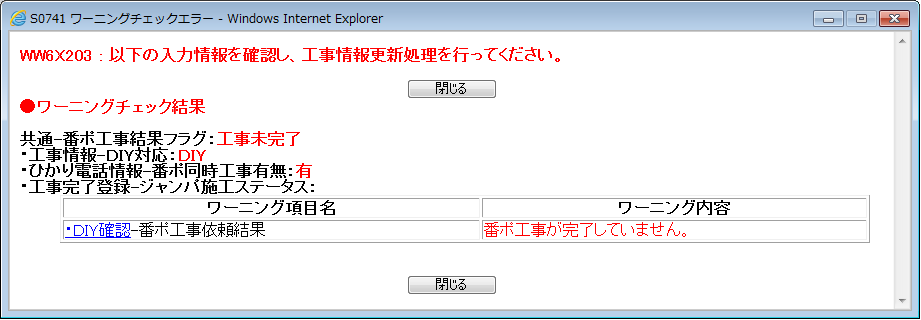 S0741 ワーニングチェックエラー - Windows Internet Explorer
WW6X203：以下の入力情報を確認し、工事情報更新処理を行ってください。
閉じる
●ワーニングチェック結果
共通−番ポ工事結果フラグ：工事未完了
・工事情報−DIY対応：DIY
・ひかり電話情報−番ポ同時工事有無：有
・工事完了登録−ジャンパ施工ステータス：
ワーニング項目名 ワーニング内容
・DIY確認−番ポ工事依頼結果 番ポ工事が完了していません。
閉じる